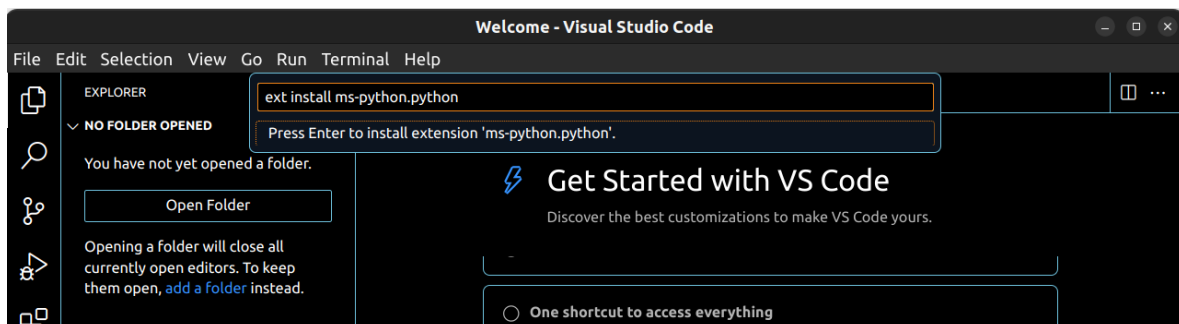 Welcome - Visual Studio Code
File Edit Selection View Go Run Terminal Help
EXPLORER
NO FOLDER OPENED
You have not yet opened a folder.
Open Folder
Opening a folder will close all
currently open editors. To keep
them open, add a folder instead.
ext install ms-python.python
Press Enter to install extension 'ms-python.python'.
Get Started with VS Code
Discover the best customizations to make VS Code yours.
One shortcut to access everything